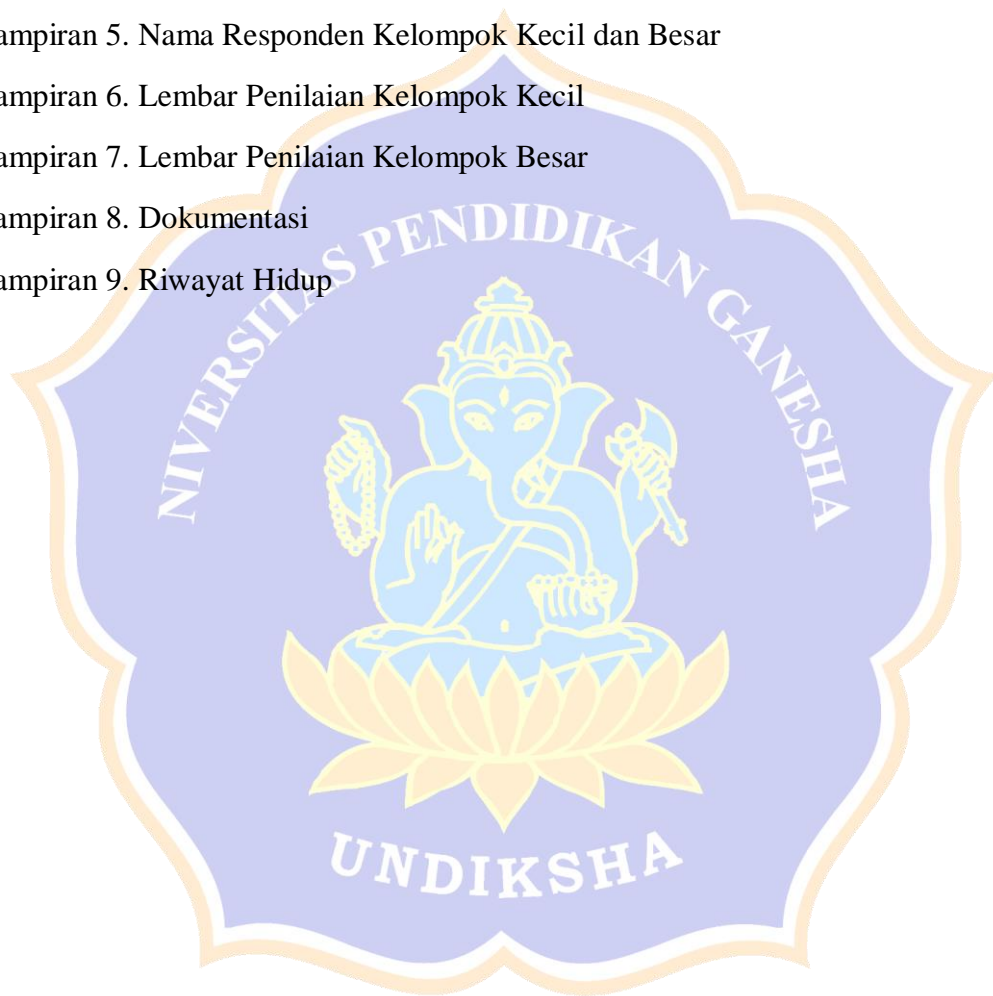 ampiran 5. Nama Responden Kelompok Kecil dan Besar
ampiran 6. Lembar Penilaian Kelompok Kecil
ampiran 7. Lembar Penilaian Kelompok Besar
ampiran 8. Dokumentasi
ampiran 9. Riwayat Hidup
NIVERSITAS PENDIDIKAN GANESHA
UNDIKSHA